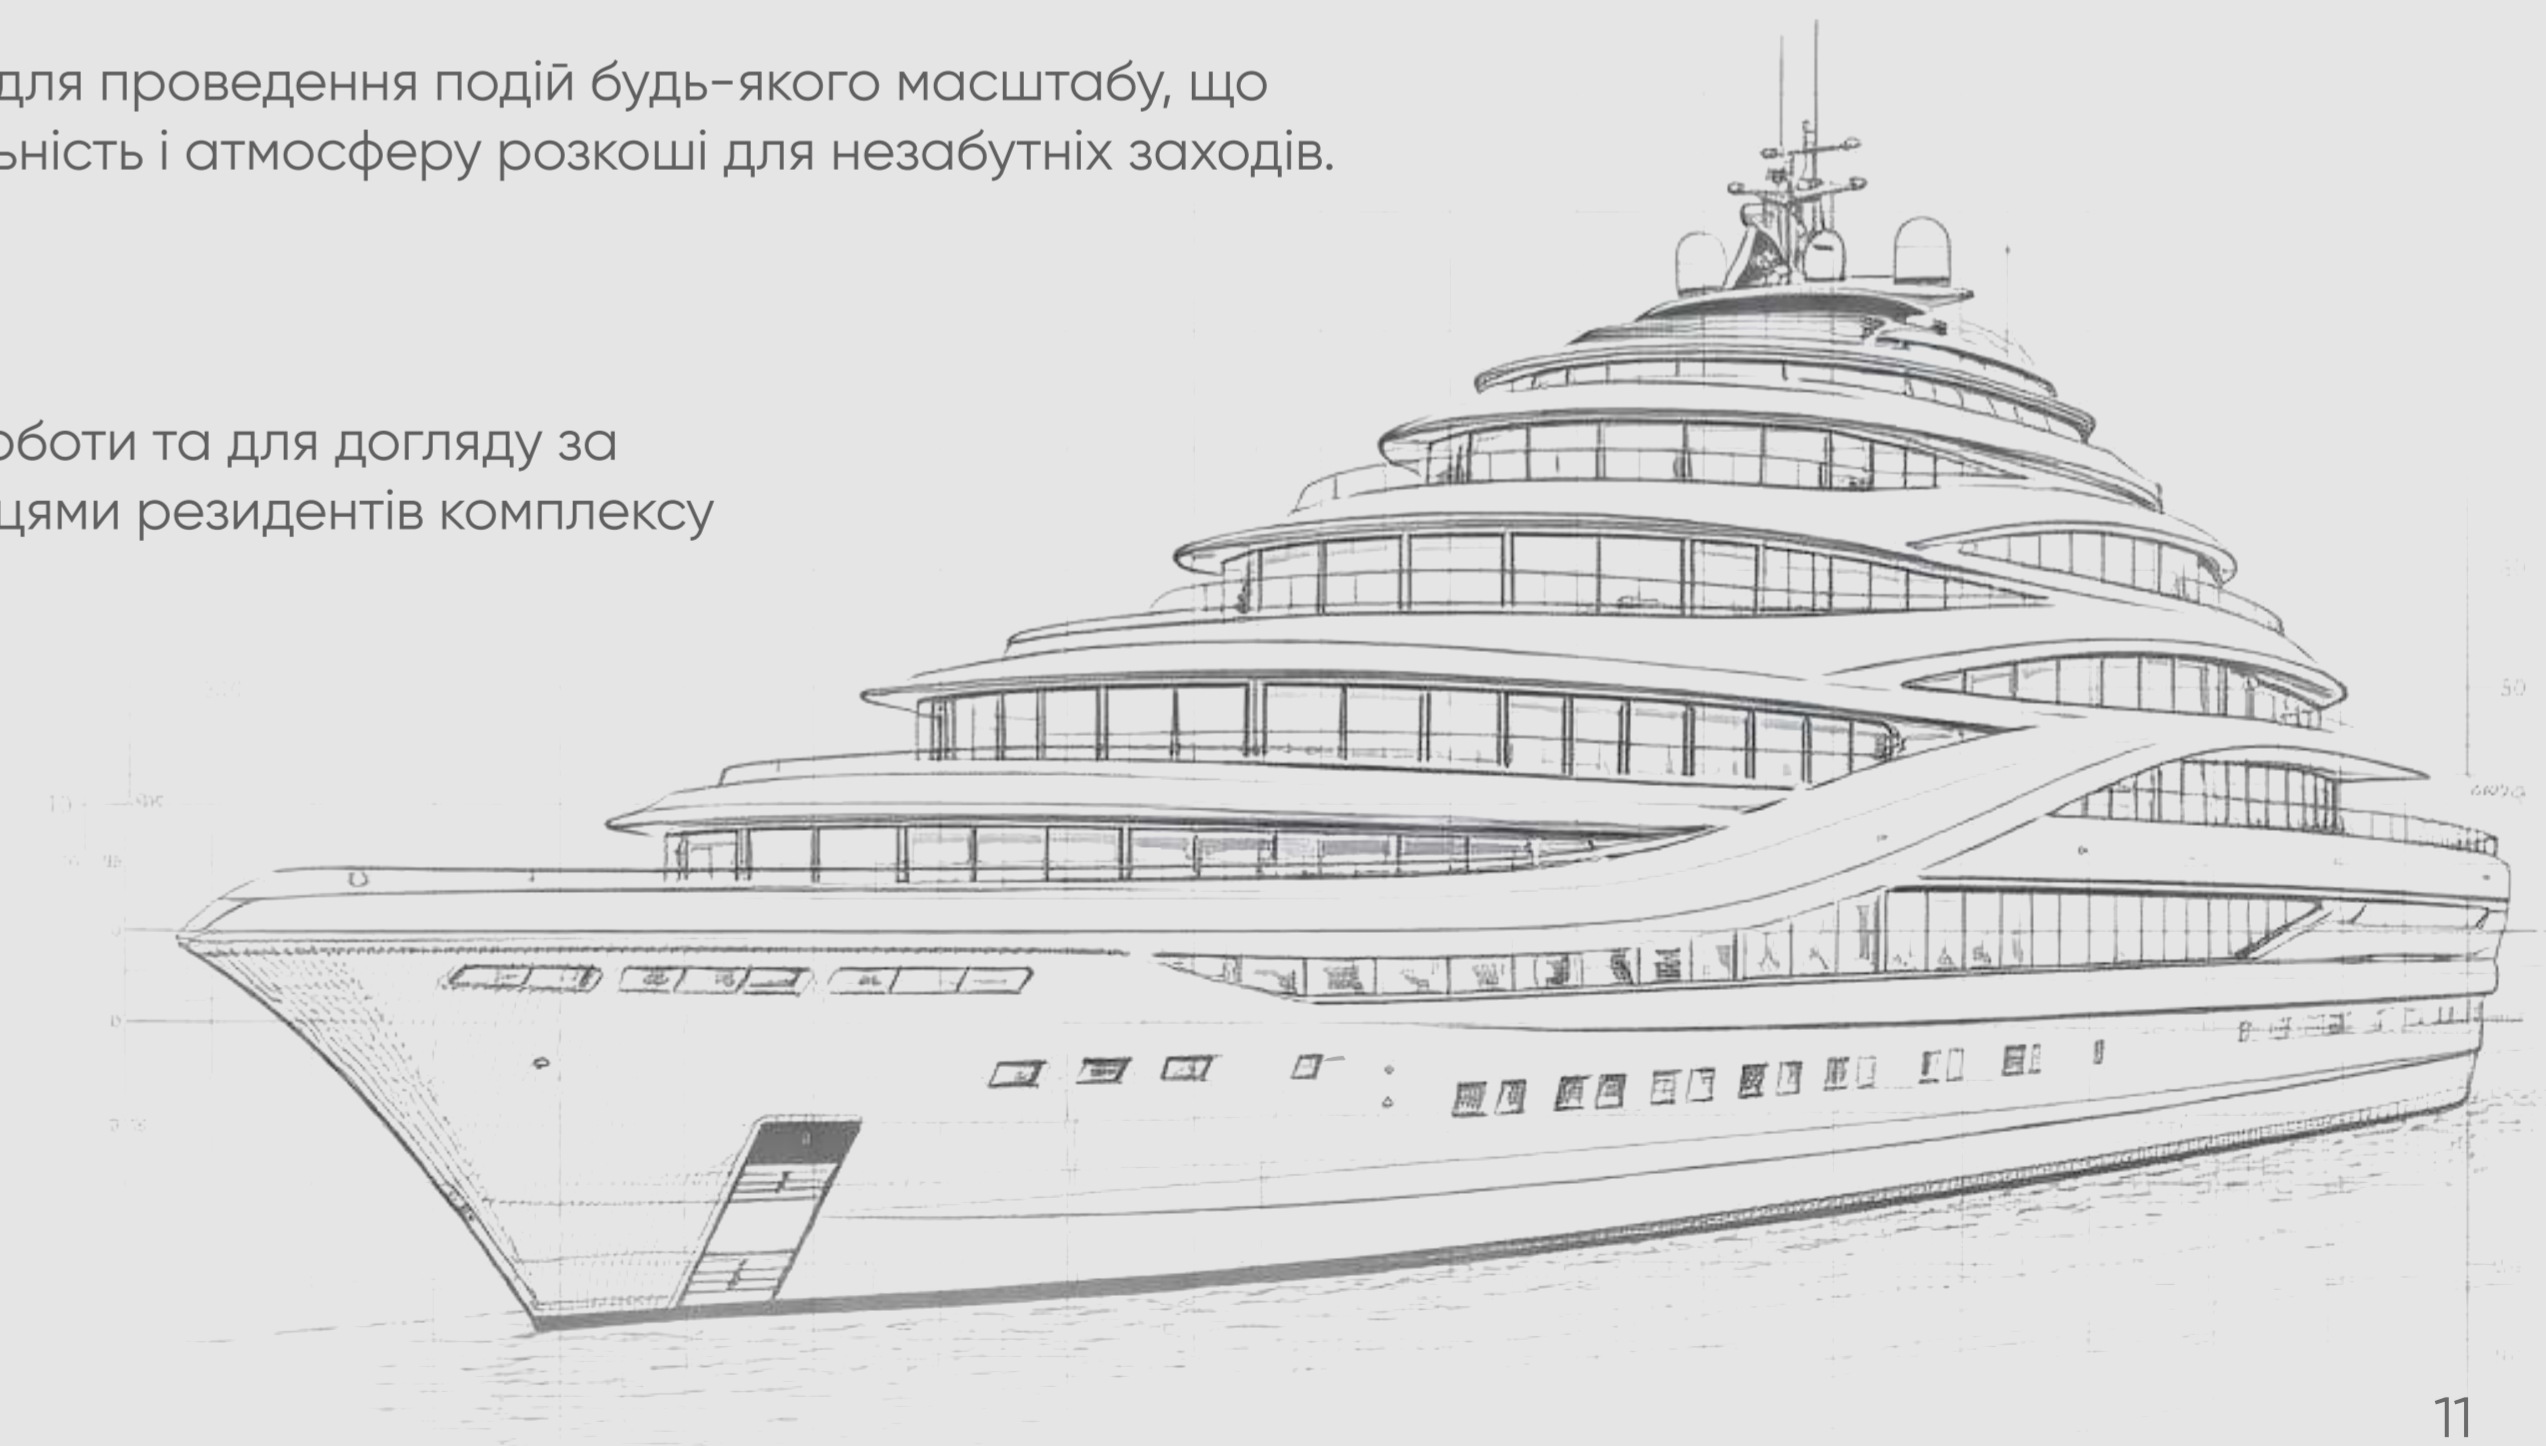 для проведення подій будь-якого масштабу, що
ьність і атмосферу розкоші для незабутніх заходів.
оботи та для догляду за
цями резидентів комплексу
50
11